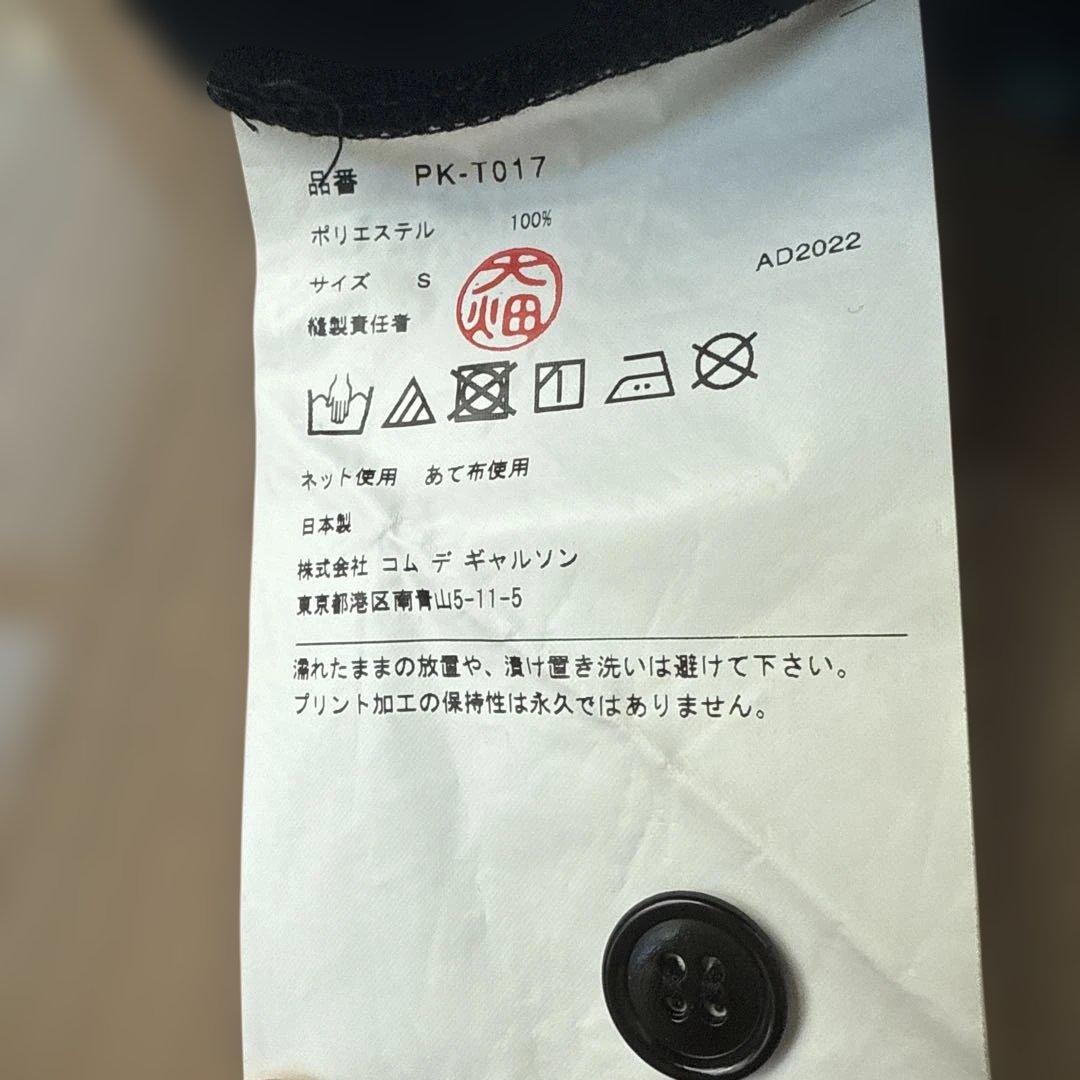 品番 PK-T017
ポリエステル 100%
サイズ S
AD2022
縫製責任者 大畑
ネット使用 あて布使用
日本製
株式会社 コム デ ギャルソン
東京都港区南青山5-11-5
濡れたままの放置や、漬け置き洗いは避けて下さい。
プリント加工の保持性は永久ではありません。